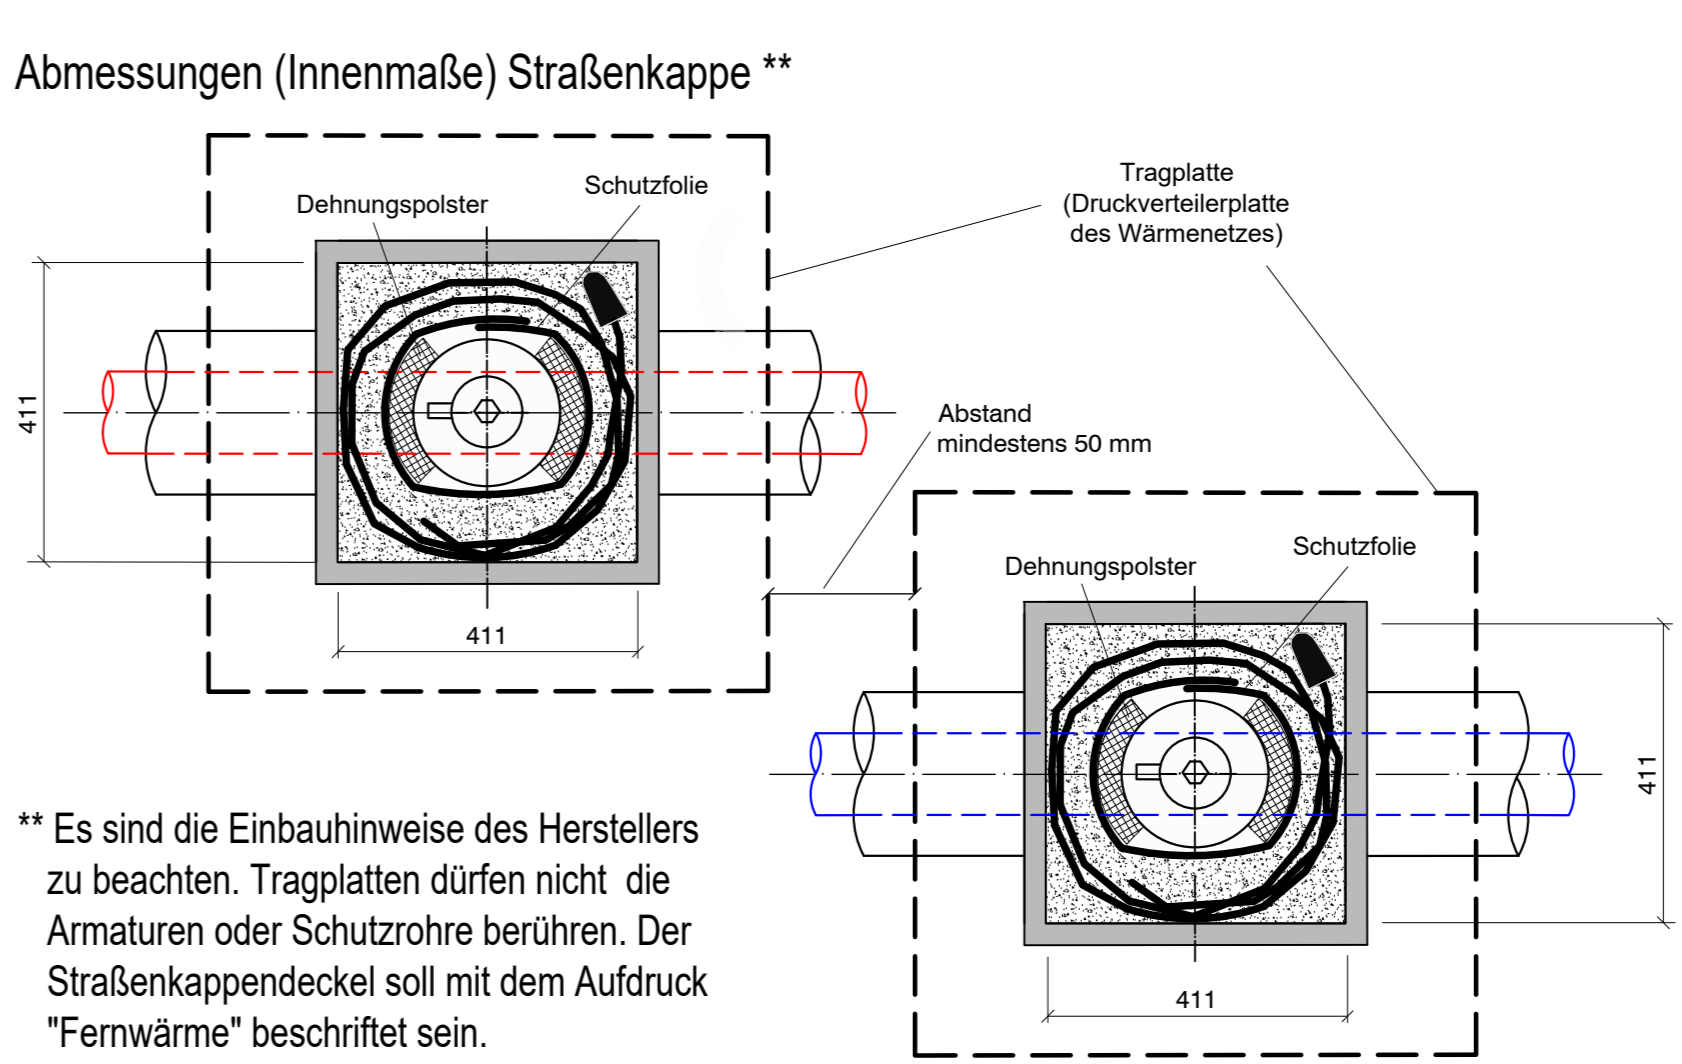 Abmessungen (Innenmaße) Straßenkappe **
Schutzfolie
Dehnungspolster
Tragplatte
(Druckverteilerplatte
des Wärmenetzes)
411
411
Abstand
mindestens 50 mm
Schutzfolie
Dehnungspolster
411
411
** Es sind die Einbauhinweise des Herstellers
zu beachten. Tragplatten dürfen nicht die
Armaturen oder Schutzrohre berühren. Der
Straßenkappendeckel soll mit dem Aufdruck
"Fernwärme" beschriftet sein.